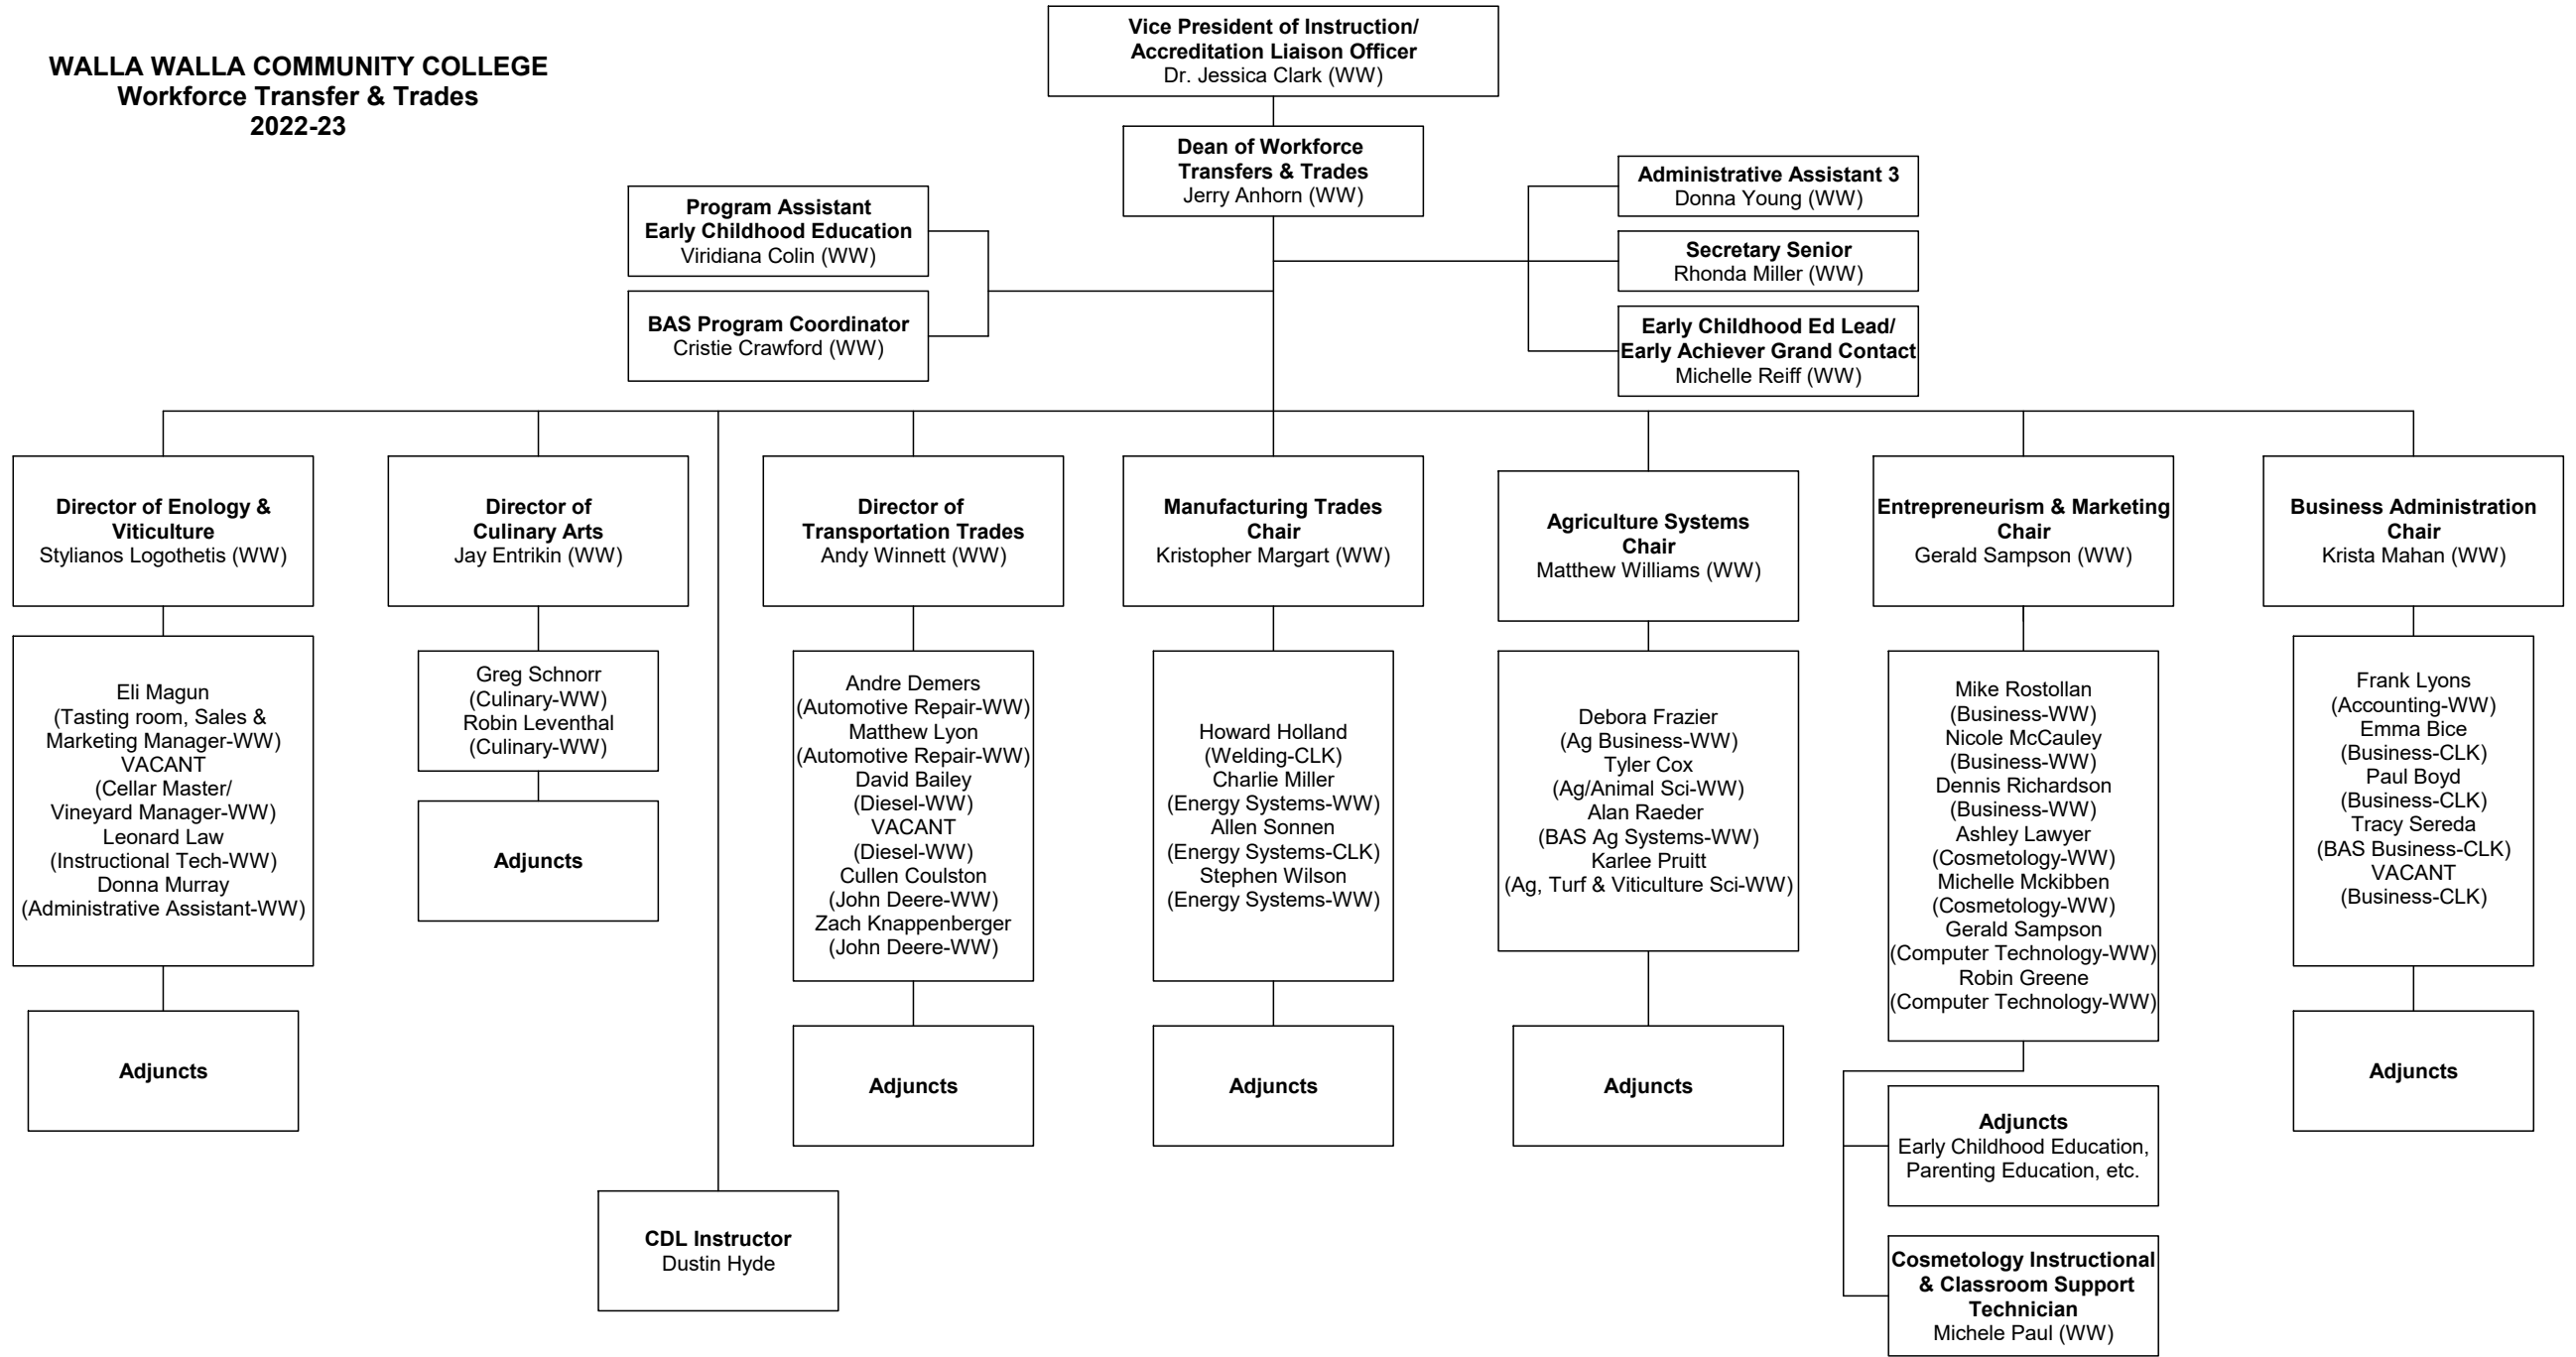 WALLA WALLA COMMUNITY COLLEGE
Workforce Transfer & Trades
2022-23
Vice President of Instruction/
Accreditation Liaison Officer
Dr. Jessica Clark (WW)
Dean of Workforce
Transfers & Trades
Jerry Anhorn (WW)
Program Assistant
Early Childhood Education
Viridiana Colin (WW)
BAS Program Coordinator
Cristie Crawford (WW)
Administrative Assistant 3
Donna Young (WW)
Secretary Senior
Rhonda Miller (WW)
Early Childhood Ed Lead/
Early Achiever Grand Contact
Michelle Reiff (WW)
Director of Enology &
Viticulture
Stylianos Logothetis (WW)
Eli Magun
(Tasting room, Sales &
Marketing Manager-WW)
VACANT
(Cellar Master/
Vineyard Manager-WW)
Leonard Law
(Instructional Tech-WW)
Donna Murray
(Administrative Assistant-WW)
Adjuncts
Director of
Culinary Arts
Jay Entrikin (WW)
Greg Schnorr
(Culinary-WW)
Robin Leventhal
(Culinary-WW)
Adjuncts
CDL Instructor
Dustin Hyde
Director of
Transportation Trades
Andy Winnett (WW)
Andre Demers
(Automotive Repair-WW)
Matthew Lyon
(Automotive Repair-WW)
David Bailey
(Diesel-WW)
VACANT
(Diesel-WW)
Cullen Coulston
(John Deere-WW)
Zach Knappenberger
(John Deere-WW)
Adjuncts
Manufacturing Trades
Chair
Kristopher Margart (WW)
Howard Holland
(Welding-CLK)
Charlie Miller
(Energy Systems-WW)
Allen Sonnen
(Energy Systems-CLK)
Stephen Wilson
(Energy Systems-WW)
Adjuncts
Agriculture Systems
Chair
Matthew Williams (WW)
Debora Frazier
(Ag Business-WW)
Tyler Cox
(Ag/Animal Sci-WW)
Alan Raeder
(BAS Ag Systems-WW)
Karlee Pruitt
(Ag, Turf & Viticulture Sci-WW)
Adjuncts
Entrepreneurism & Marketing
Chair
Gerald Sampson (WW)
Mike Rostollan
(Business-WW)
Nicole McCauley
(Business-WW)
Dennis Richardson
(Business-WW)
Ashley Lawyer
(Cosmetology-WW)
Michelle Mckibben
(Cosmetology-WW)
Gerald Sampson
(Computer Technology-WW)
Robin Greene
(Computer Technology-WW)
Adjuncts
Early Childhood Education,
Parenting Education, etc.
Cosmetology Instructional
& Classroom Support
Technician
Michele Paul (WW)
Business Administration
Chair
Krista Mahan (WW)
Frank Lyons
(Accounting-WW)
Emma Bice
(Business-CLK)
Paul Boyd
(Business-CLK)
Tracy Sereda
(BAS Business-CLK)
VACANT
(Business-CLK)
Adjuncts